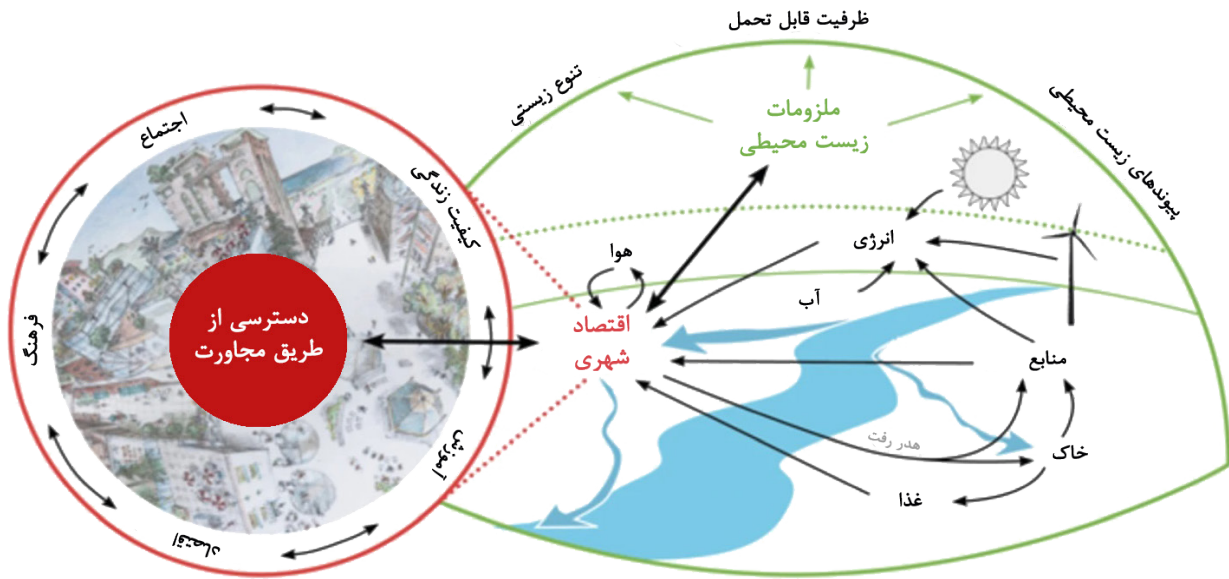 ظرفیت قابل تحمل
تنوع زیستی
پیوندهای زیست محیطی
ملزومات
زیست محیطی
اجتماع
کیفیت زندگی
هوا
انرژی
آب
دسترسی از
طریق مجاورت
فرهنگ
اقتصاد
شهری
منابع
هدر رفت
خاک
غذا
آموزش
اقتصاد